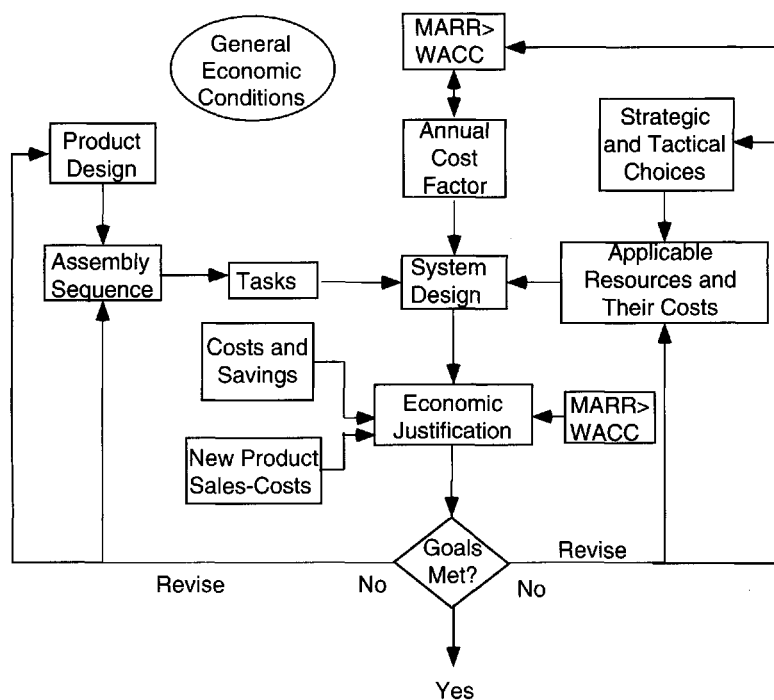 General
Economic
Conditions
MARR>
WACC
Product
Design
Annual
Cost
Factor
Strategic
and Tactical
Choices
Assembly
Sequence
Tasks
System
Design
Applicable
Resources and
Their Costs
Costs and
Savings
Economic
Justification
MARR>
WACC
New Product
Sales-Costs
Goals
Met?
Revise
No
No
Revise
Yes